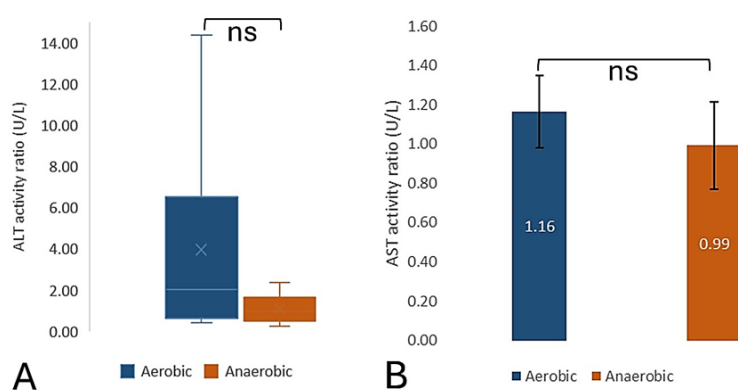 ALT activity ratio (U/L)
14.00
12.00
10.00
8.00
6.00
4.00
2.00
0.00
ns
A
Aerobic Anaerobic
AST activity ratio (U/L)
1.60
1.40
1.20
1.00
0.80
0.60
0.40
0.20
0.00
ns
1.16
0.99
B
Aerobic Anaerobic